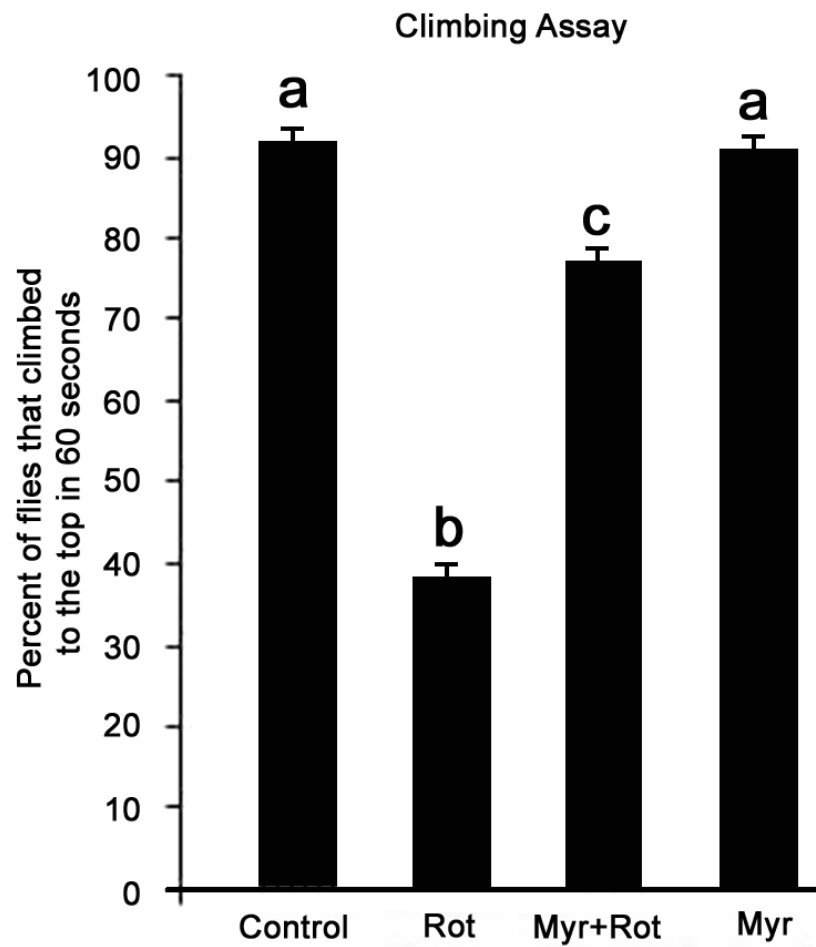 Climbing Assay
Percent of flies that climbed
to the top in 60 seconds
100
90
80
70
60
50
40
30
20
10
0
a
b
c
a
Control
Rot
Myr+Rot
Myr